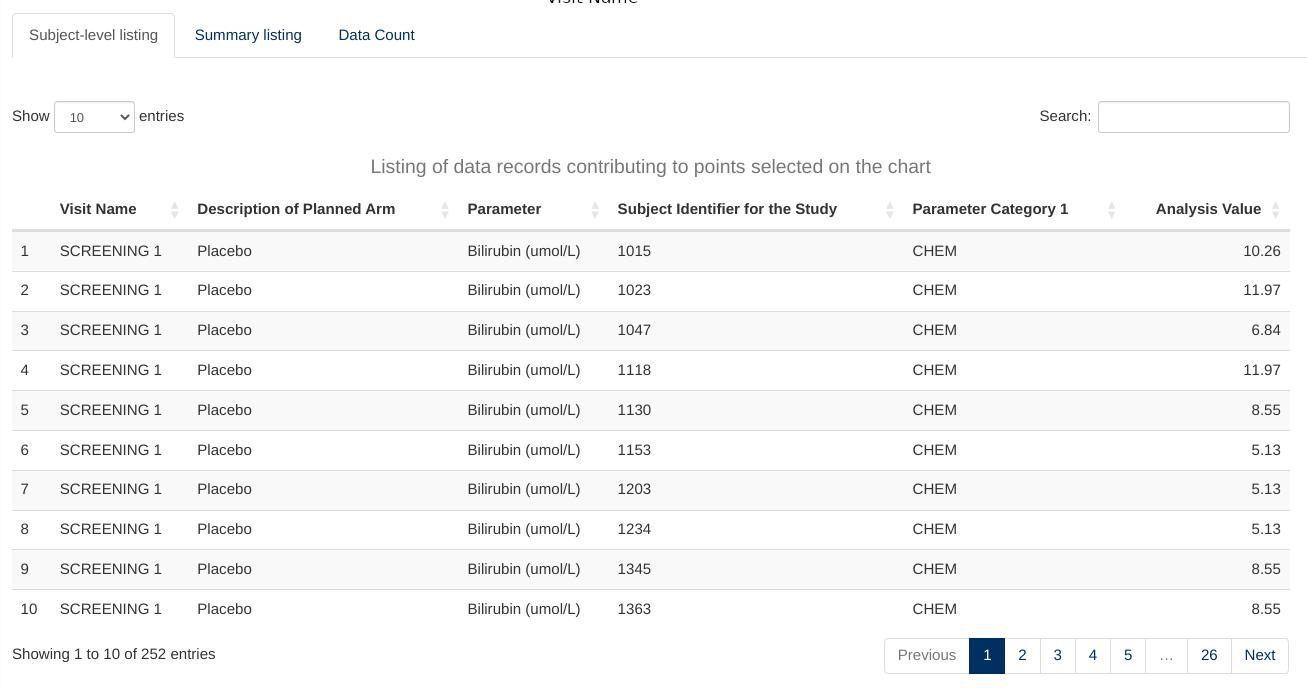 Visit Name
Subject-level listing Summary listing Data Count
Show 10 entries Search:
Listing of data records contributing to points selected on the chart
Visit Name Description of Planned Arm Parameter Subject Identifier for the Study Parameter Category 1 Analysis Value
1 SCREENING 1 Placebo Bilirubin (umol/L) 1015 CHEM 10.26
2 SCREENING 1 Placebo Bilirubin (umol/L) 1023 CHEM 11.97
3 SCREENING 1 Placebo Bilirubin (umol/L) 1047 CHEM 6.84
4 SCREENING 1 Placebo Bilirubin (umol/L) 1118 CHEM 11.97
5 SCREENING 1 Placebo Bilirubin (umol/L) 1130 CHEM 8.55
6 SCREENING 1 Placebo Bilirubin (umol/L) 1153 CHEM 5.13
7 SCREENING 1 Placebo Bilirubin (umol/L) 1203 CHEM 5.13
8 SCREENING 1 Placebo Bilirubin (umol/L) 1234 CHEM 5.13
9 SCREENING 1 Placebo Bilirubin (umol/L) 1345 CHEM 8.55
10 SCREENING 1 Placebo Bilirubin (umol/L) 1363 CHEM 8.55
Showing 1 to 10 of 252 entries Previous 1 2 3 4 5 … 26 Next